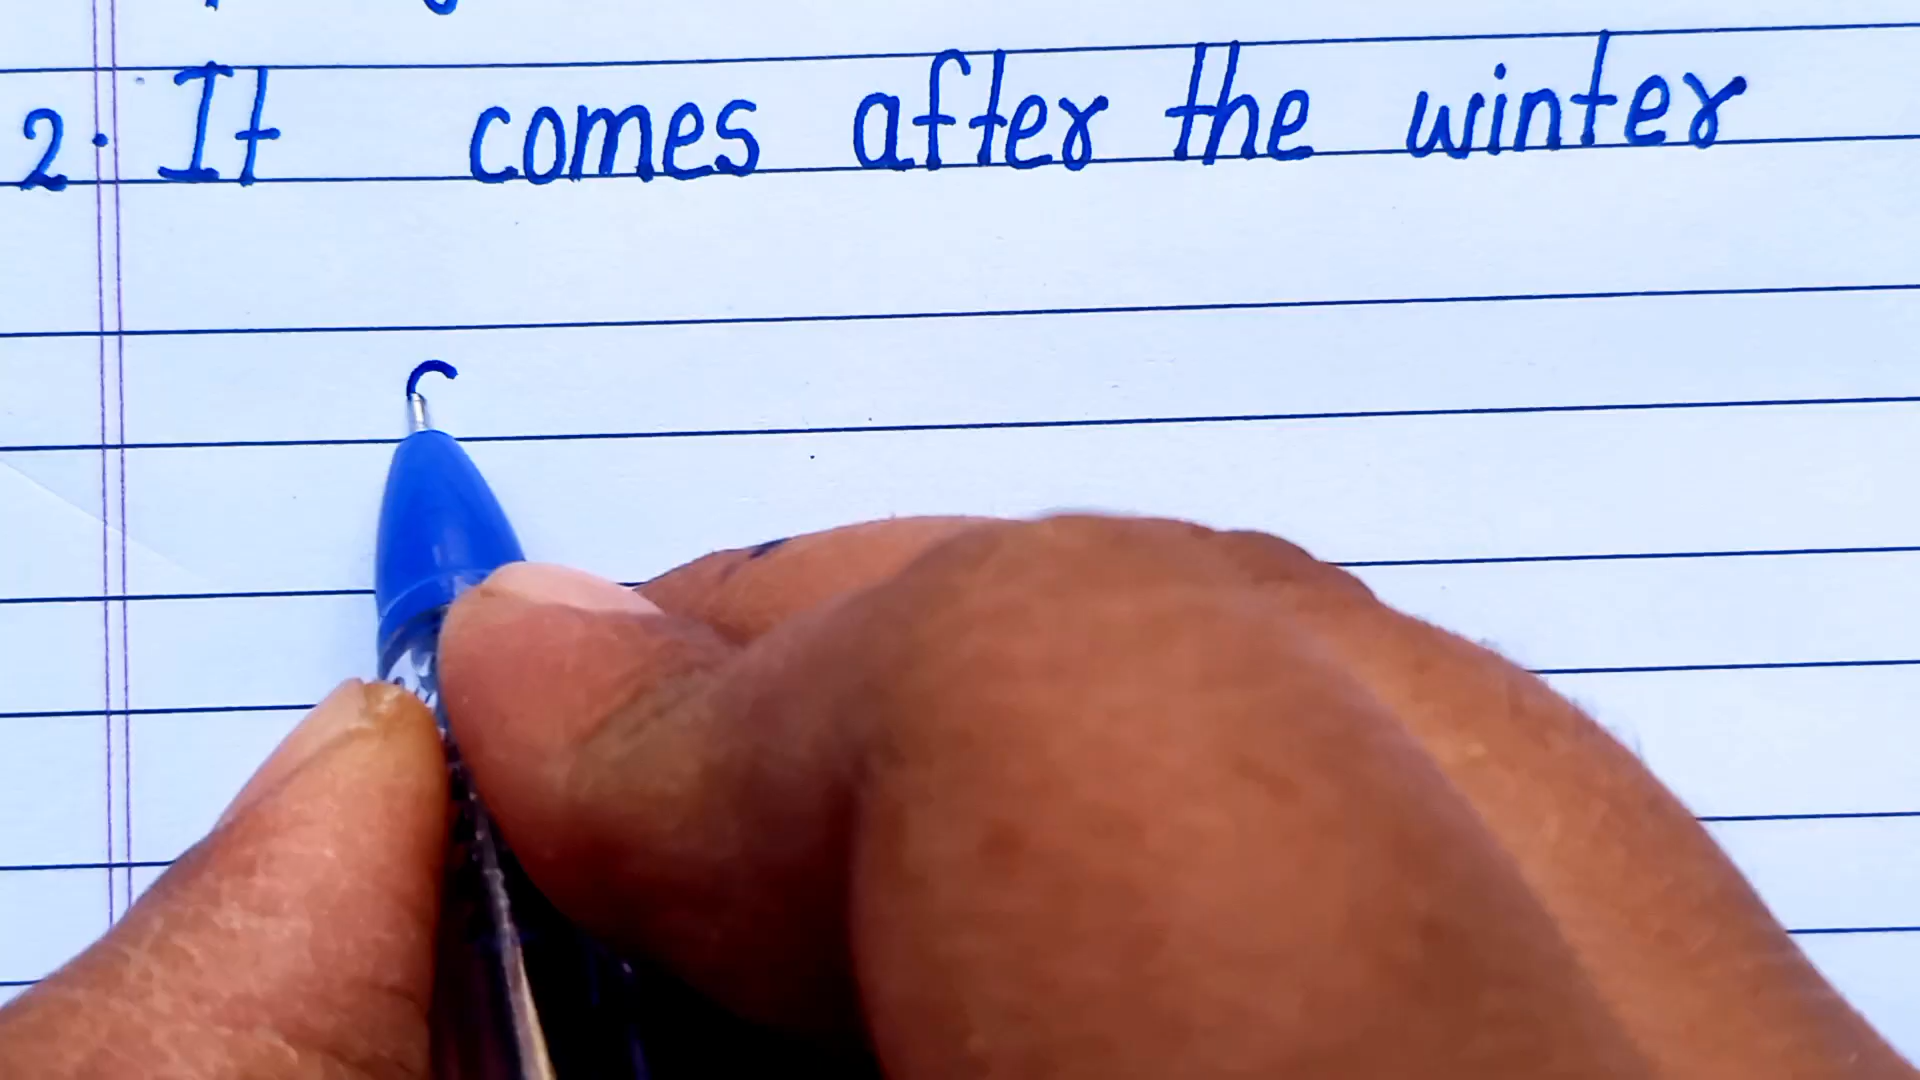 2. It comes after the winter